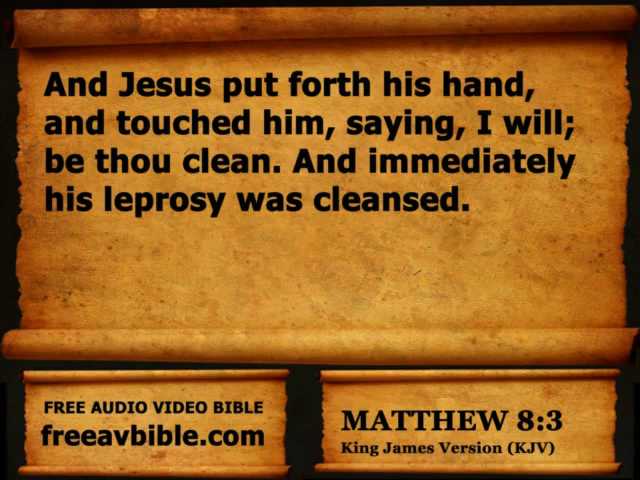 And Jesus put forth his hand,
and touched him, saying, I will;
be thou clean. And immediately
his leprosy was cleansed.
FREE AUDIO VIDEO BIBLE
freeavbible.com
MATTHEW 8:3
King James Version (KJV)